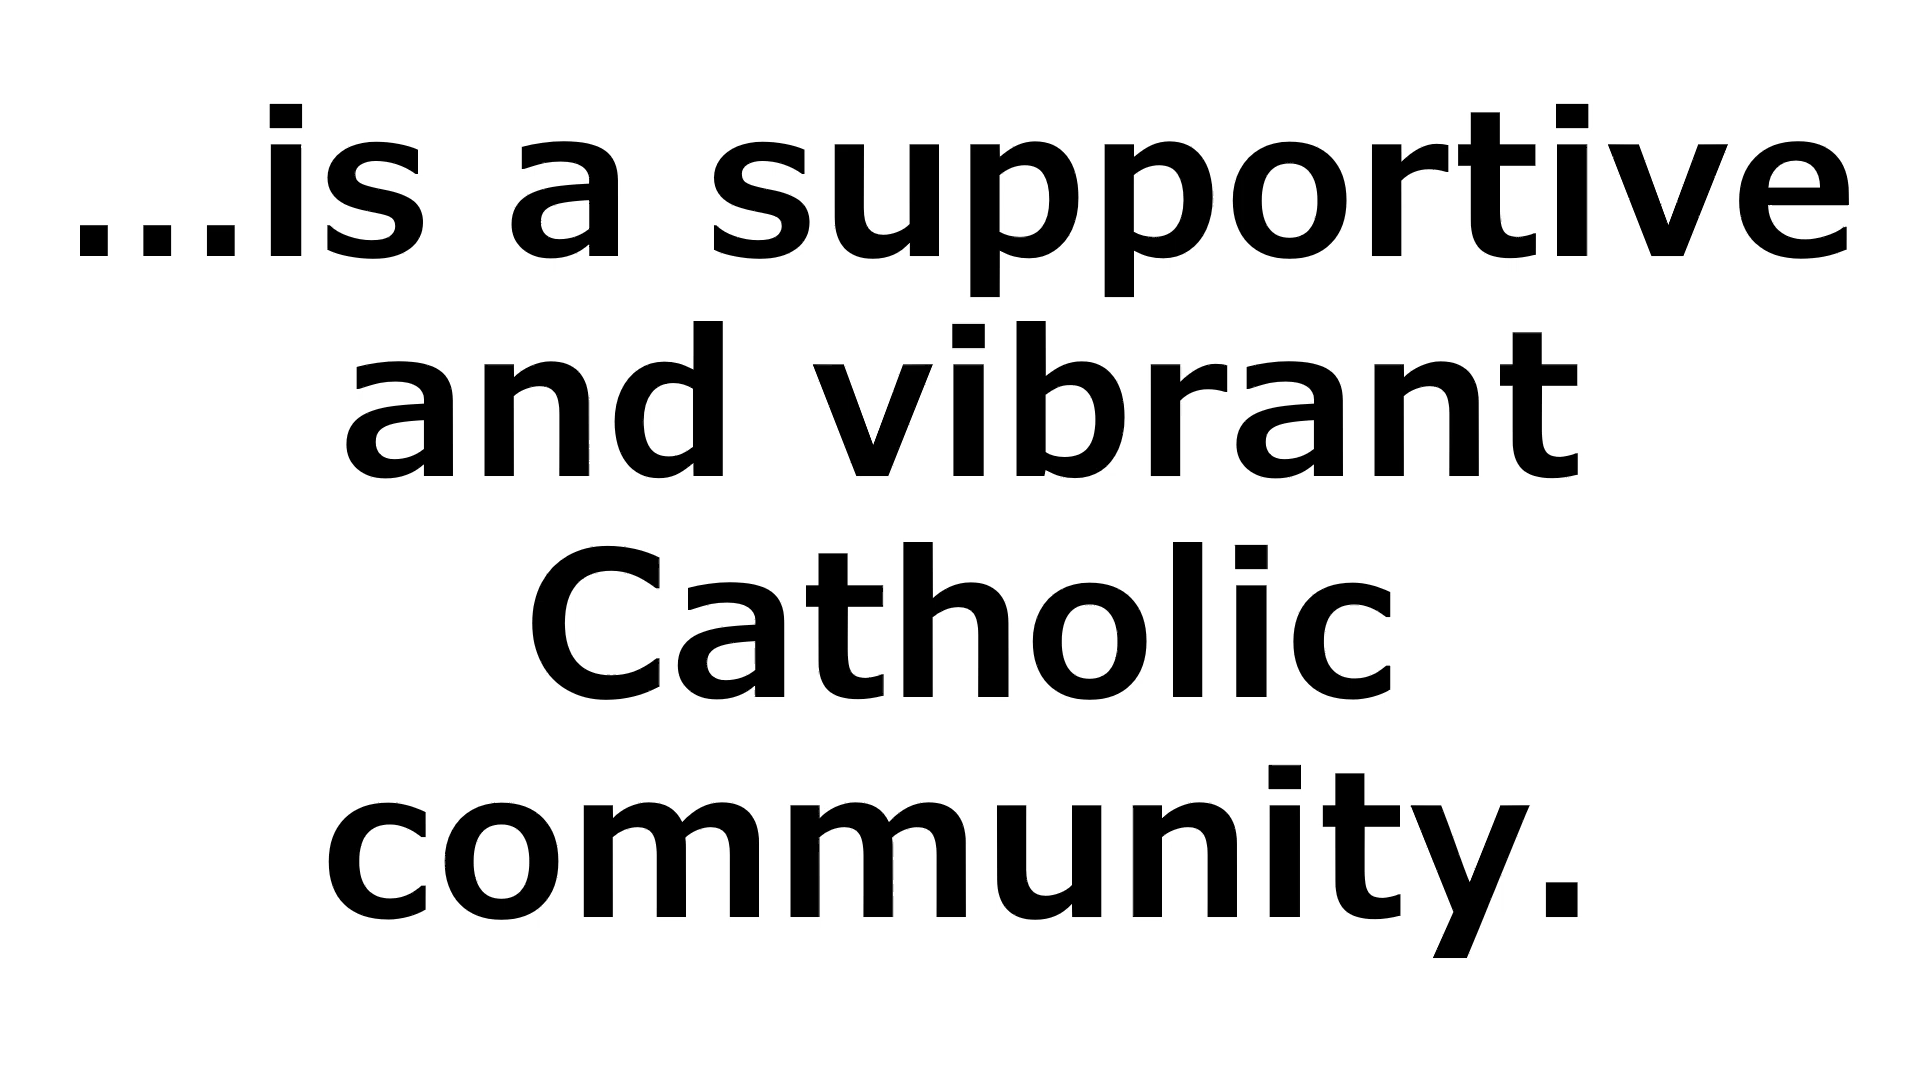 ...is a supportive
and vibrant
Catholic
community.